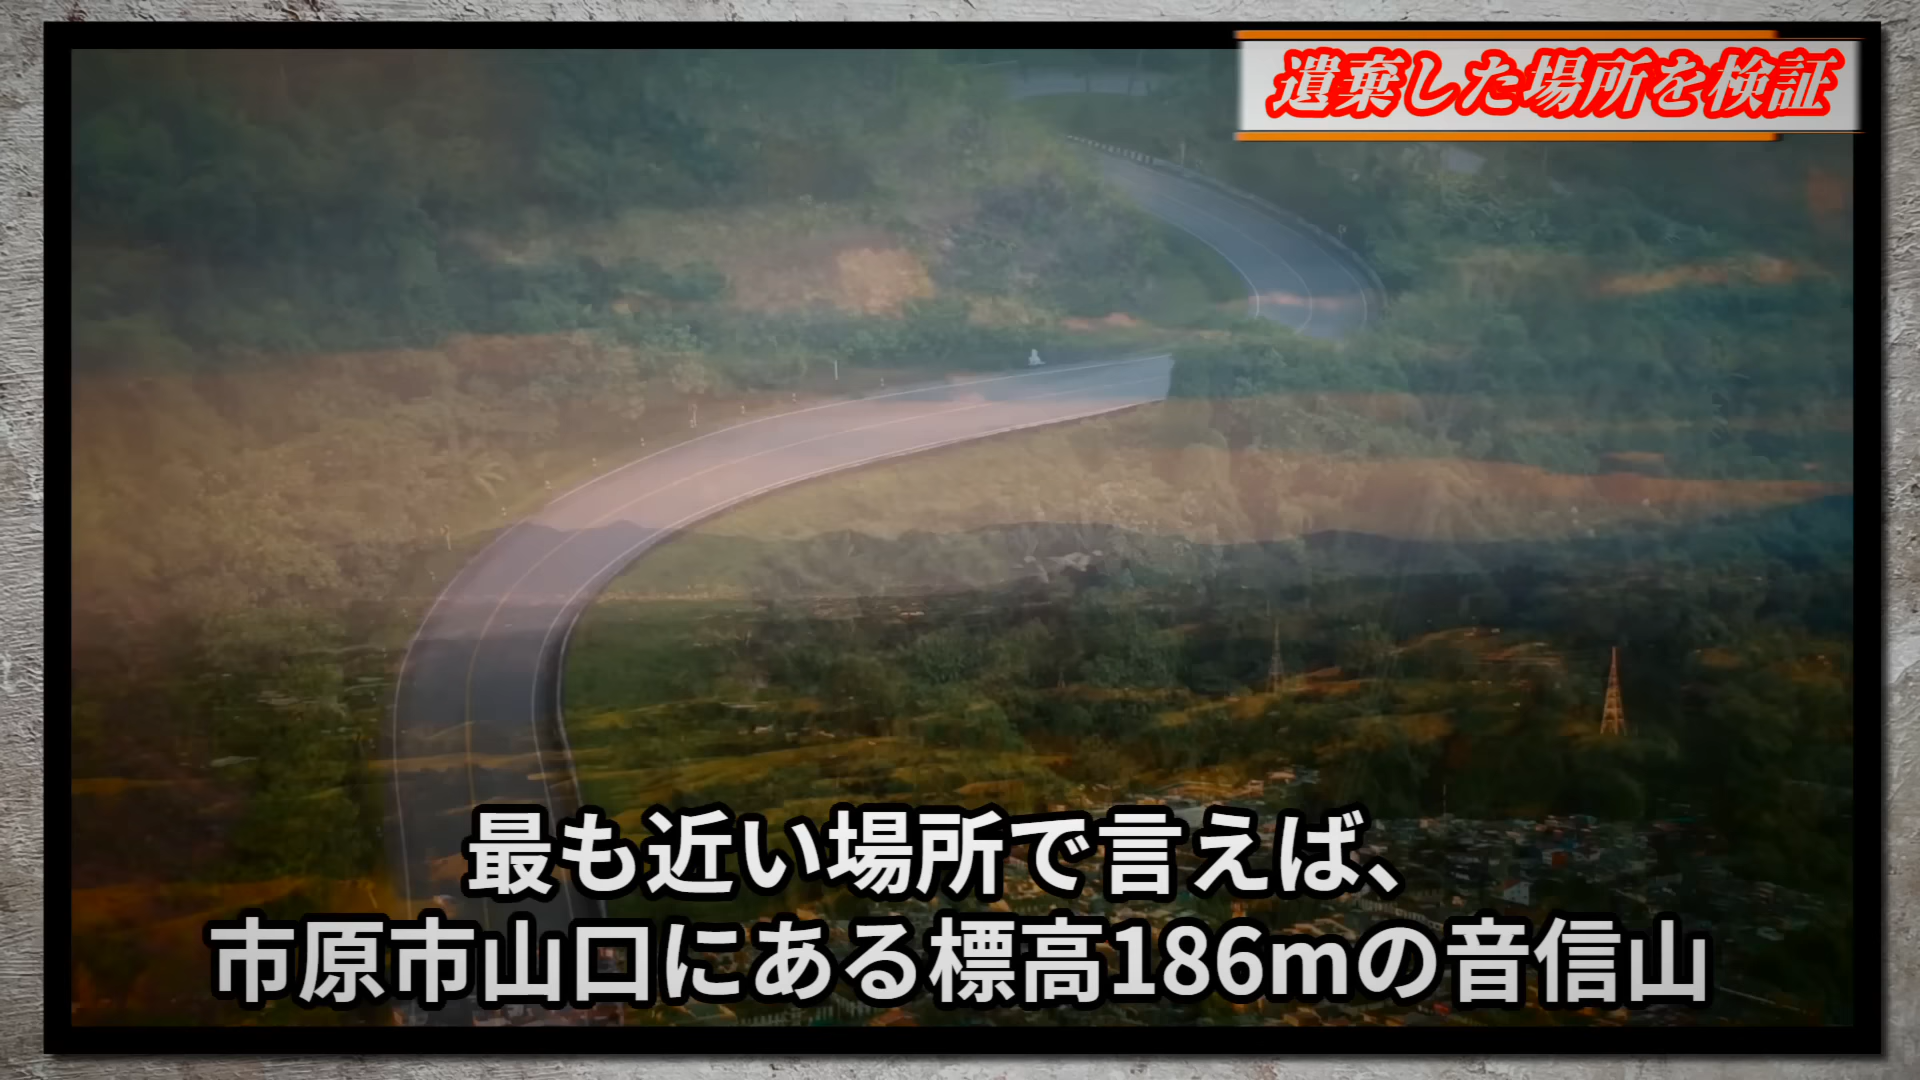 遺棄した場所を検証
最も近い場所で言えば、
市原市山口にある標高186mの音信山